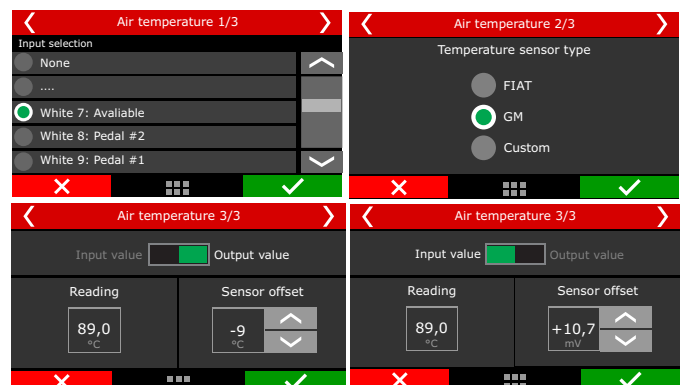 Air temperature 1/3
Input selection
None
....
White 7: Avaliable
White 8: Pedal #2
White 9: Pedal #1
Air temperature 2/3
Temperature sensor type
FIAT
GM
Custom
Air temperature 3/3
Input value Output value
Reading Sensor offset
89,0 -9
°C °C
Air temperature 3/3
Input value Output value
Reading Sensor offset
89,0 +10,7
°C mV